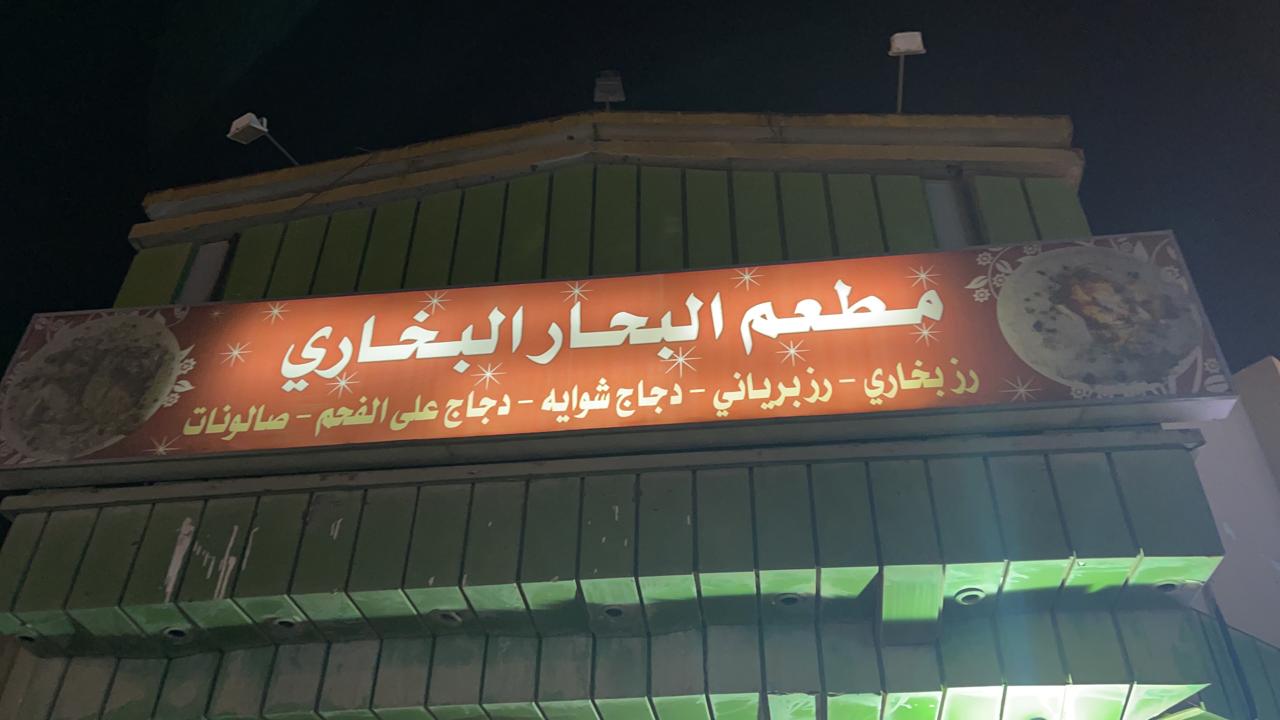 مطعم البحار البخاري
رز بخاري - رز برياني - دجاج شوايه - دجاج على الفحم - صالونات